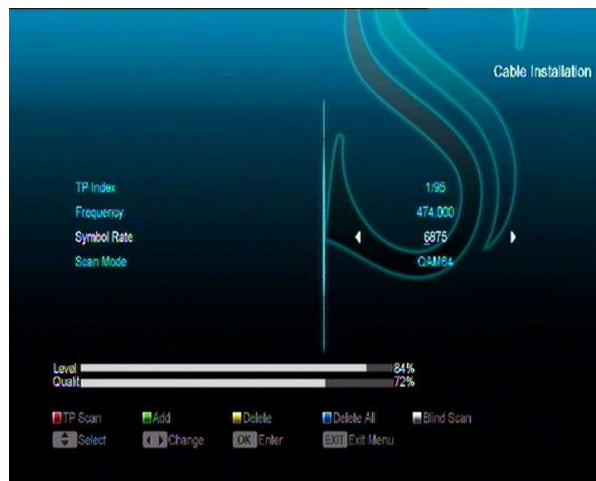 Cable Installation
TP Index 1/95
Frequency 474.000
Symbol Rate 6875
Scan Mode QAM64
Level 84%
Qualit 72%
TP Scan Add Delete Delete All Blind Scan
Select Change OK Enter EXIT Exit Menu